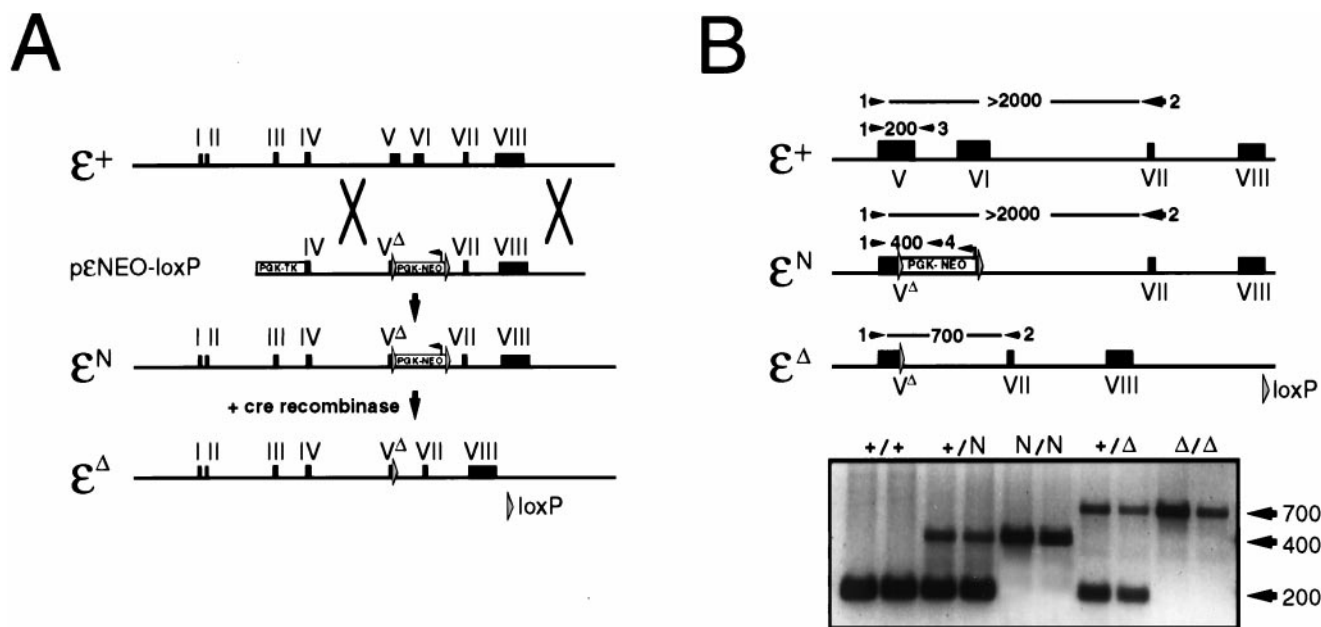 A
I II III IV V VI VII VIII
ε+
IV VΔ VII VIII
pεNEO-loxP PGK-TK PGK-NEO
I II III IV VΔ VII VIII
εN PGK-NEO
+ cre recombinase
I II III IV VΔ VII VIII
εΔ
loxP
B
1 >2000 2
1 200 3
ε+
V VI VII VIII
1 >2000 2
1 400 4
εN PGK-NEO
VΔ VII VIII
1 700 2
εΔ
VΔ VII VIII loxP
+/+ +/N N/N +/Δ Δ/Δ
700
400
200